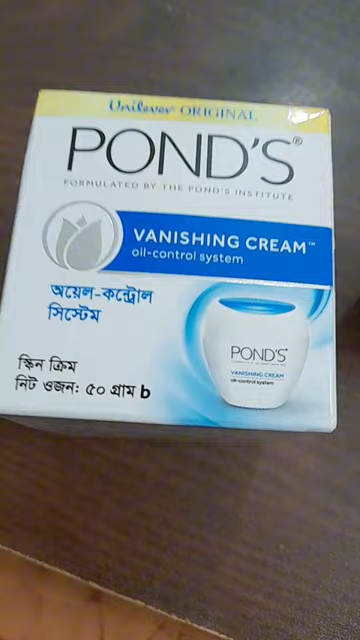 Unilever ORIGINAL
POND'S®
FORMULATED BY THE POND'S INSTITUTE
VANISHING CREAM™
oil-control system
অয়েল-কন্ট্রোল
সিস্টেম
POND'S
VANISHING CREAM
oil-control system
স্কিন ক্রিম
নিট ওজন: ৫০ গ্রাম b